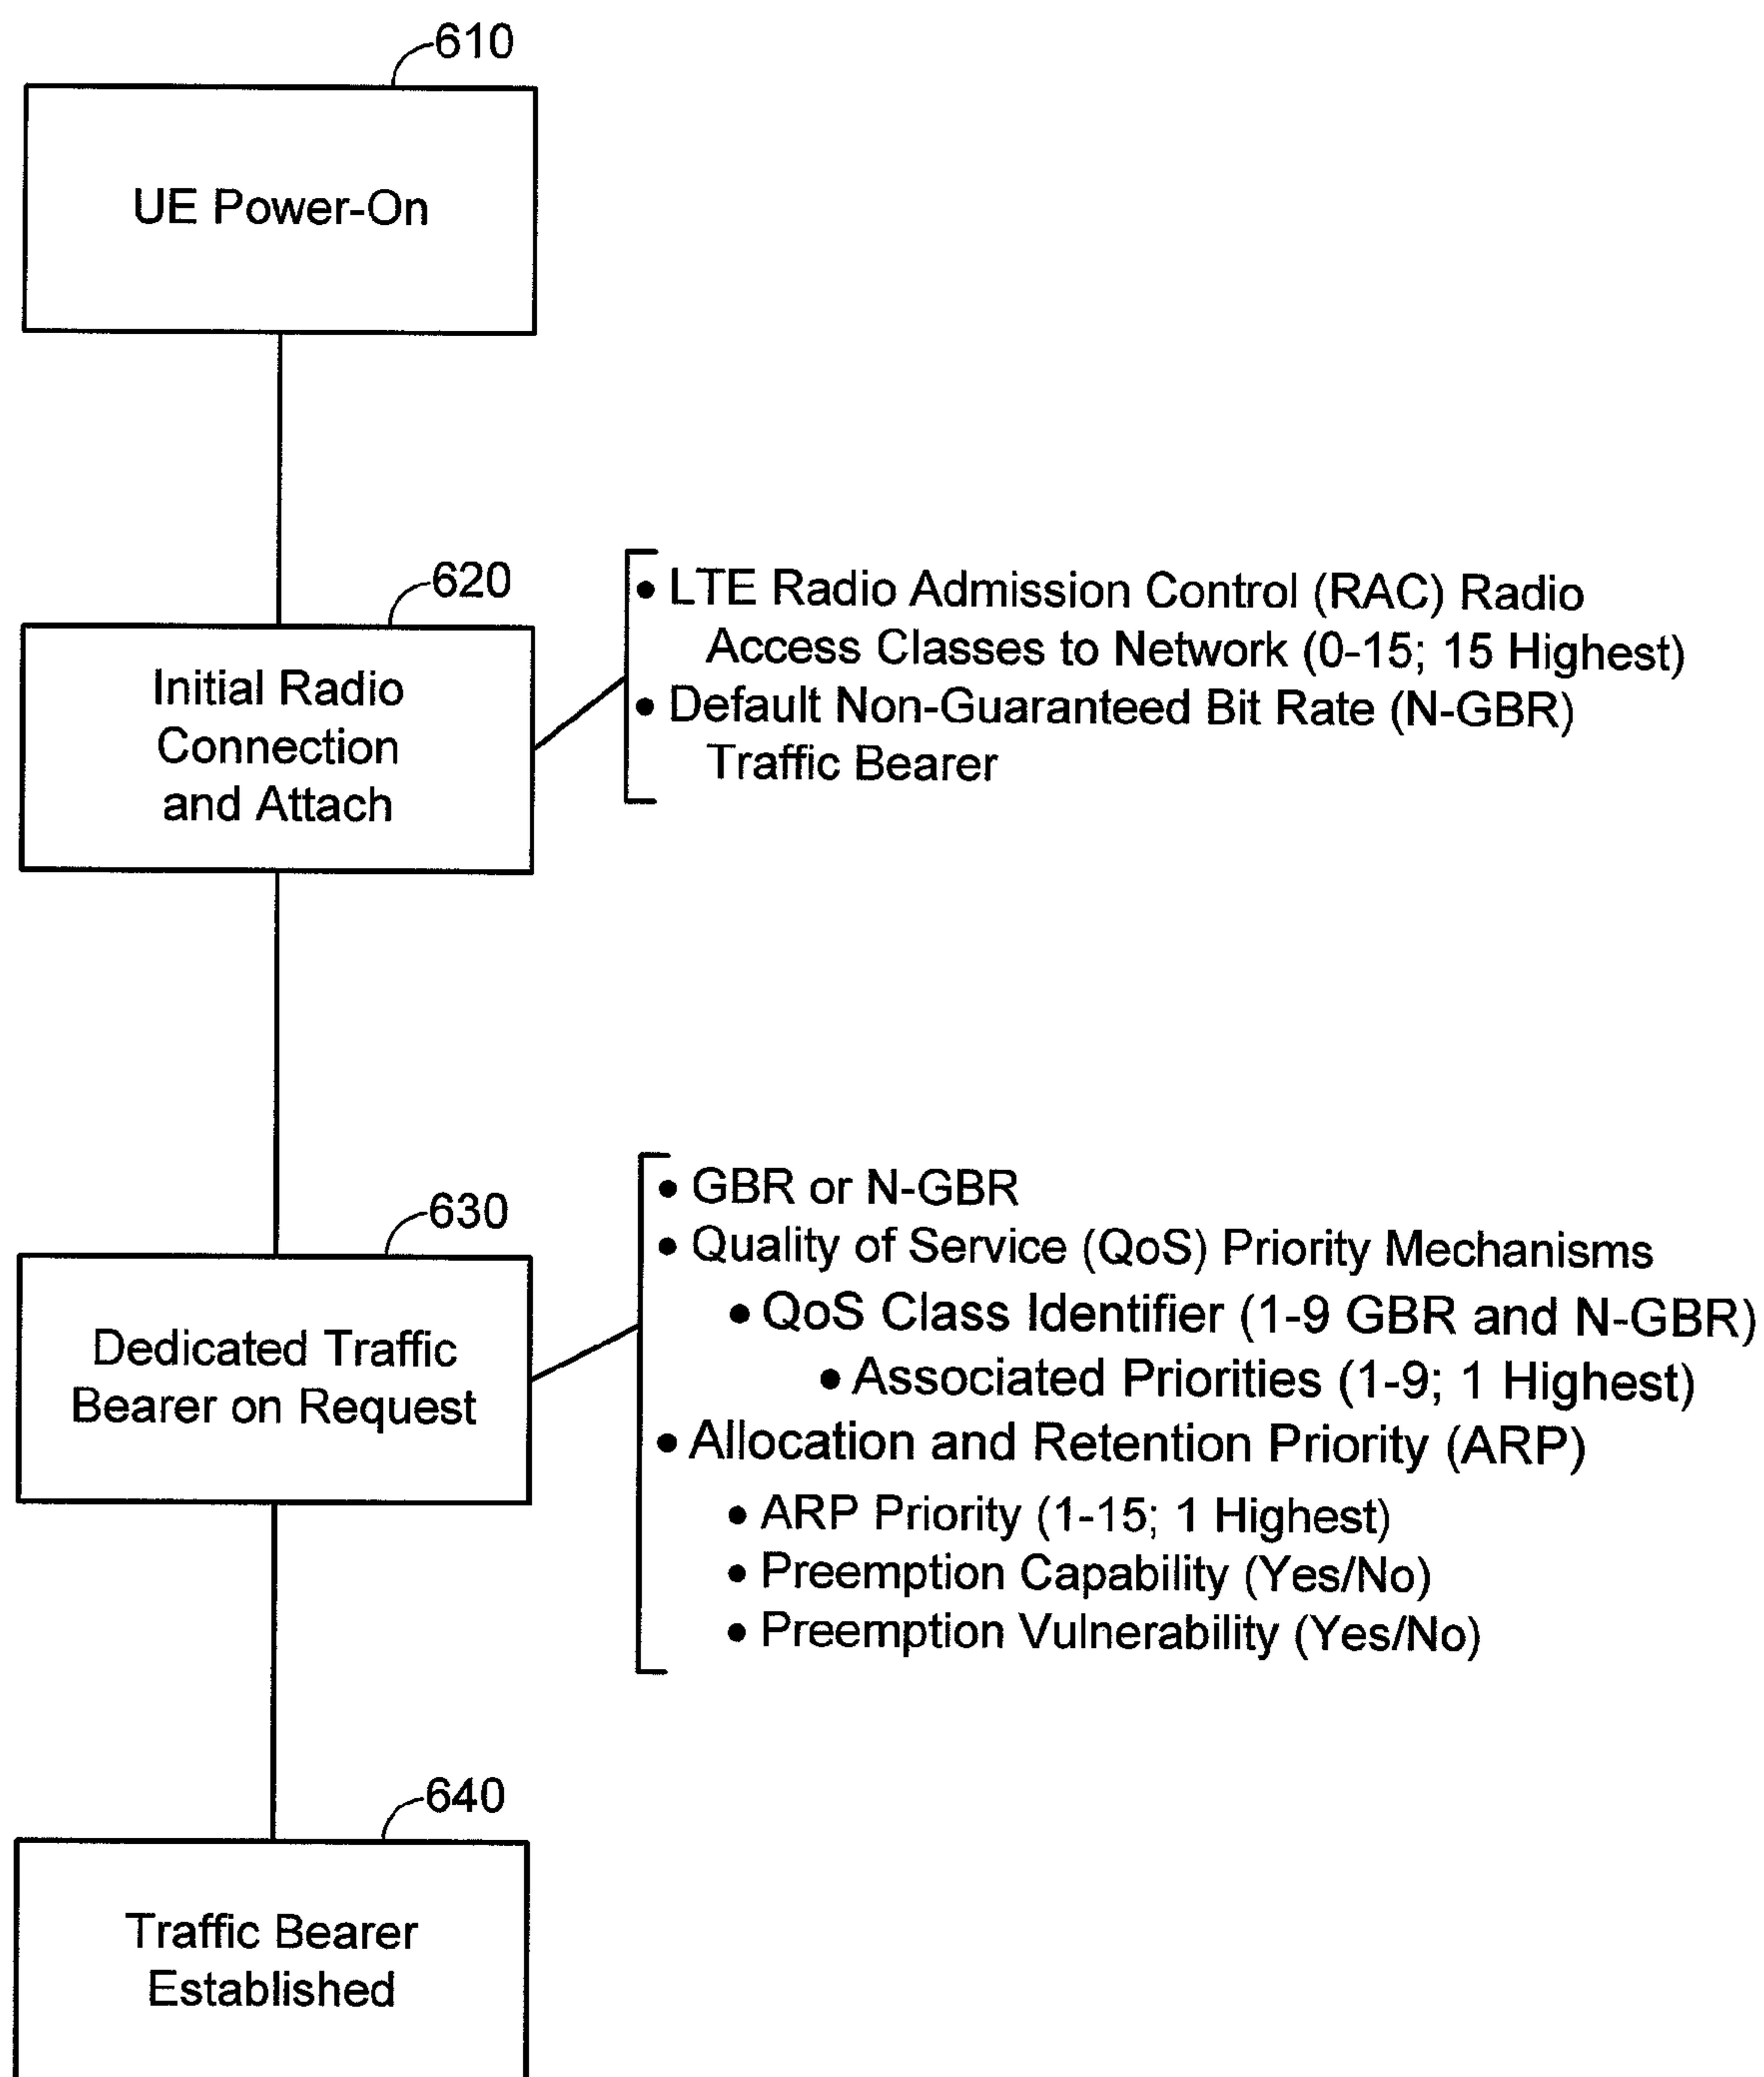 610
UE Power-On
620
Initial Radio
Connection
and Attach
• LTE Radio Admission Control (RAC) Radio
Access Classes to Network (0-15; 15 Highest)
• Default Non-Guaranteed Bit Rate (N-GBR)
Traffic Bearer
630
Dedicated Traffic
Bearer on Request
• GBR or N-GBR
• Quality of Service (QoS) Priority Mechanisms
• QoS Class Identifier (1-9 GBR and N-GBR)
• Associated Priorities (1-9; 1 Highest)
• Allocation and Retention Priority (ARP)
• ARP Priority (1-15; 1 Highest)
• Preemption Capability (Yes/No)
• Preemption Vulnerability (Yes/No)
640
Traffic Bearer
Established